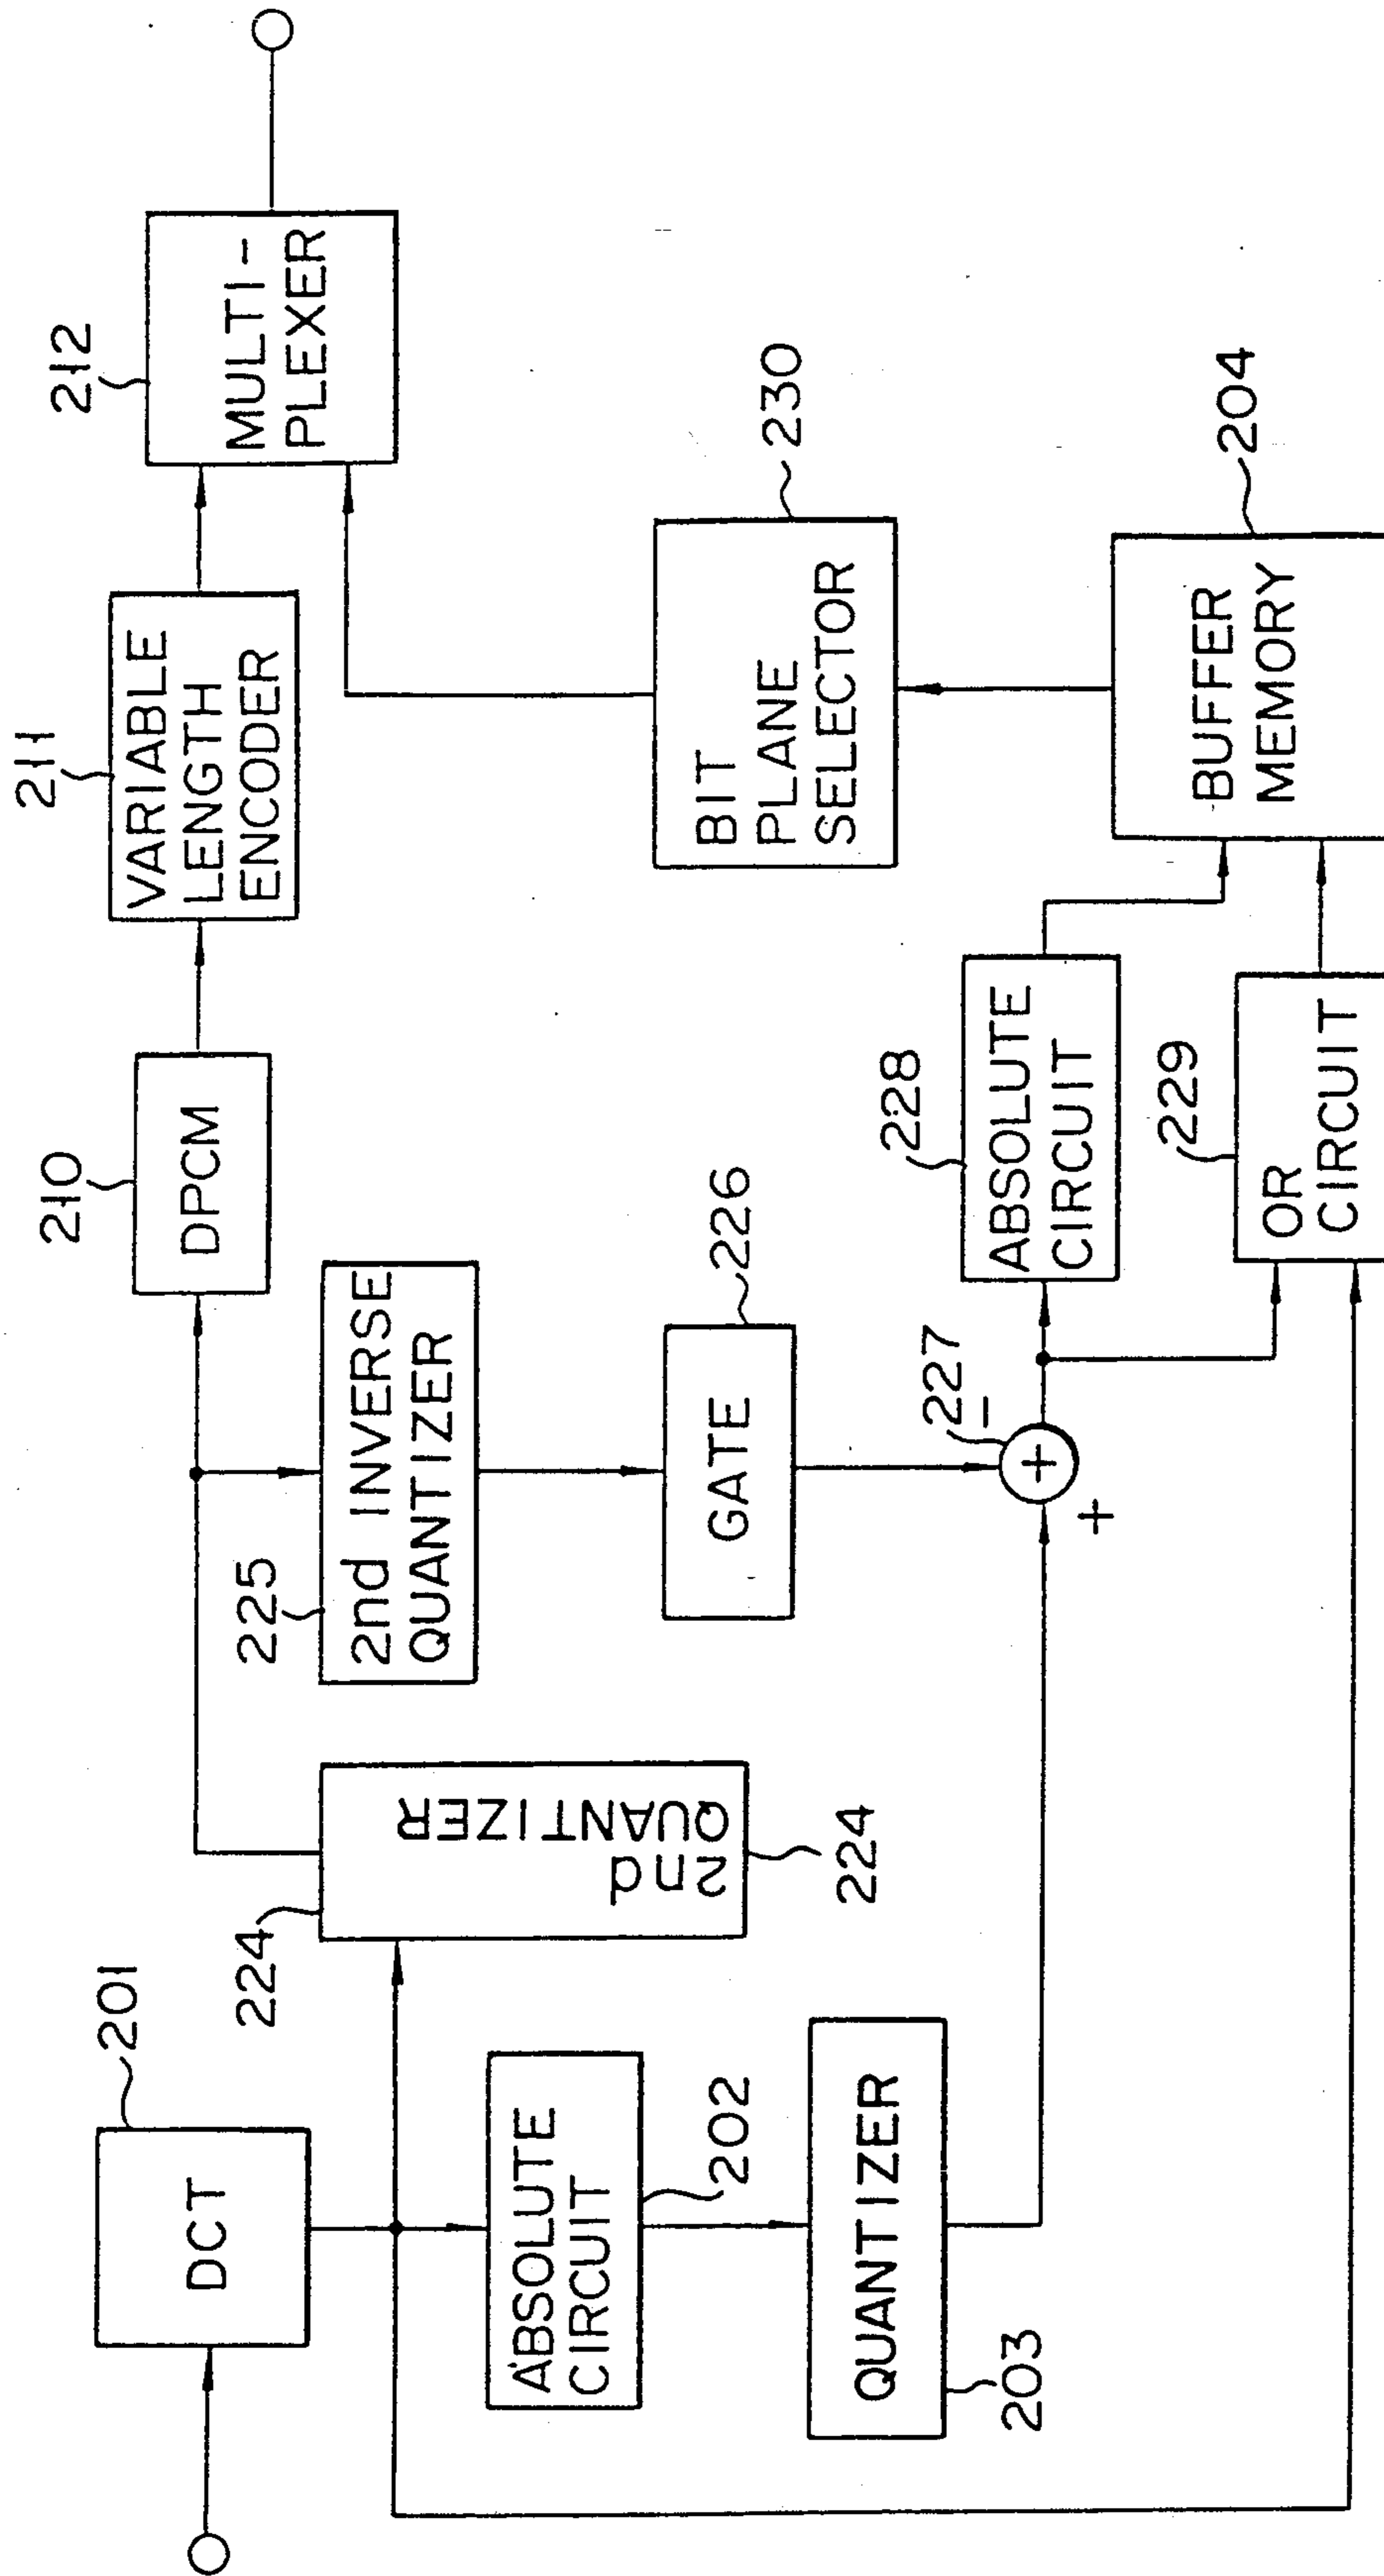 201
DCT
ABSOLUTE
CIRCUIT
202
QUANTIZER
203
224
2nd
QUANTIZER
224
225
2nd INVERSE
QUANTIZER
GATE
226
210
DPCM
211
VARIABLE
LENGTH
ENCODER
212
MULTI-
PLEXER
227
−
+
+
228
ABSOLUTE
CIRCUIT
229
OR
CIRCUIT
BIT
PLANE
SELECTOR
230
BUFFER
MEMORY
204